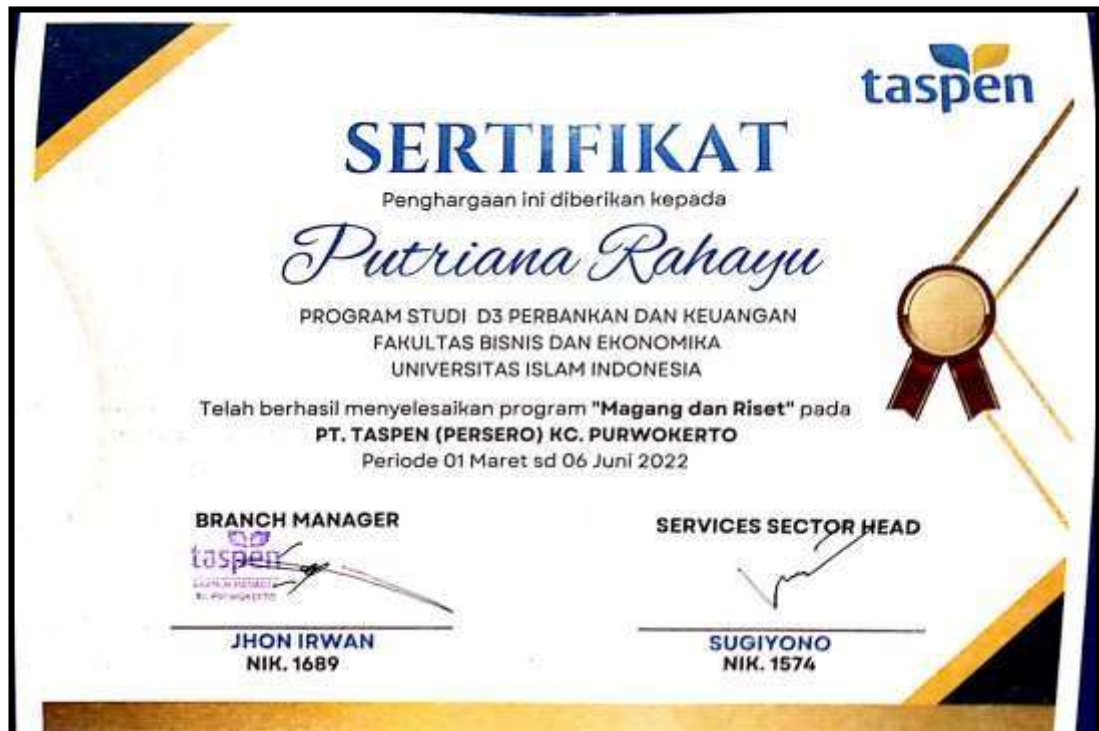 taspen
SERTIFIKAT
Penghargaan ini diberikan kepada
Putriana Rahayu
PROGRAM STUDI D3 PERBANKAN DAN KEUANGAN
FAKULTAS BISNIS DAN EKONOMIKA
UNIVERSITAS ISLAM INDONESIA
Telah berhasil menyelesaikan program "Magang dan Riset" pada
PT. TASPEN (PERSERO) KC. PURWOKERTO
Periode 01 Maret sd 06 Juni 2022
BRANCH MANAGER
taspen
KC. PURWOKERTO
JHON IRWAN
NIK. 1689
SERVICES SECTOR HEAD
SUGIYONO
NIK. 1574